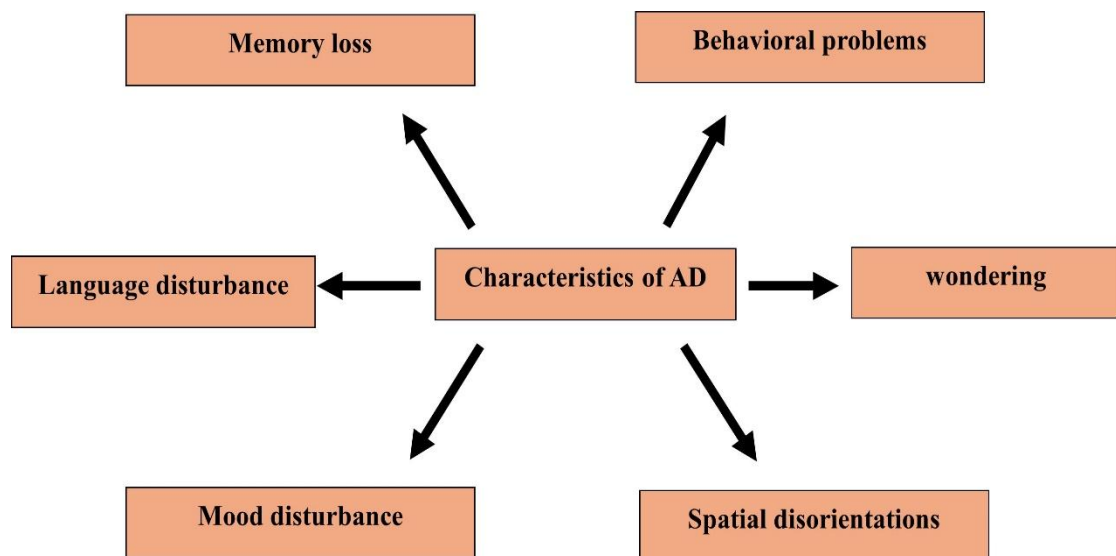 Memory loss
Behavioral problems
Language disturbance
Characteristics of AD
wondering
Mood disturbance
Spatial disorientations